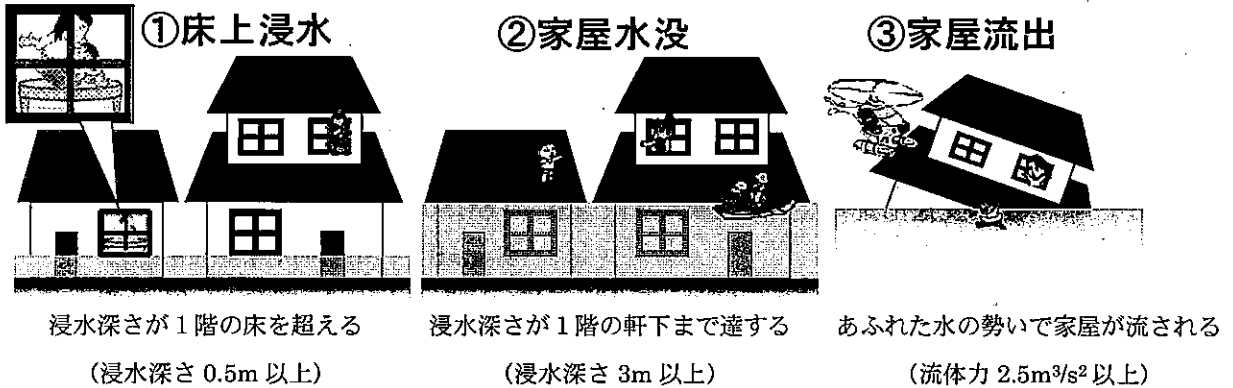 ①床上浸水
②家屋水没
③家屋流出
浸水深さが1階の床を超える
(浸水深さ 0.5m 以上)
浸水深さが1階の軒下まで達する
(浸水深さ 3m 以上)
あふれた水の勢いで家屋が流される
(流体力 2.5m³/s² 以上)